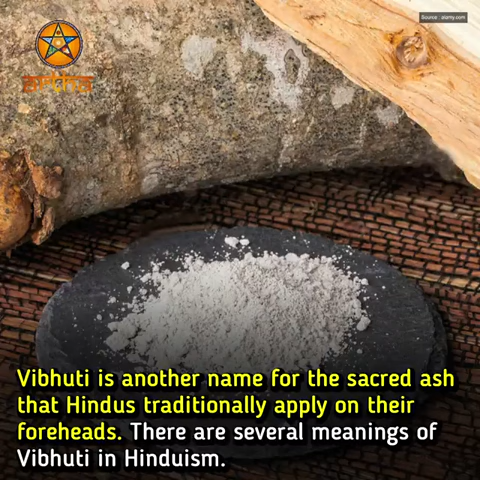 Source : alamy.com
artha
Vibhuti is another name for the sacred ash
that Hindus traditionally apply on their
foreheads. There are several meanings of
Vibhuti in Hinduism.